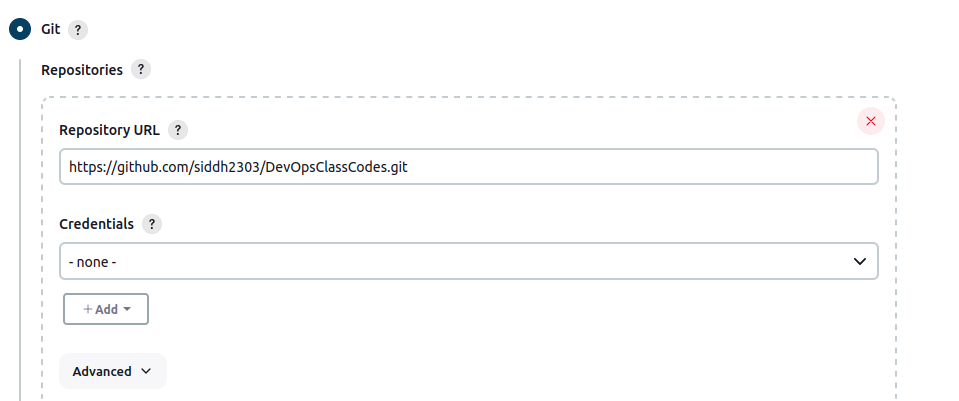 Git ?
Repositories ?
Repository URL ?
https://github.com/siddh2303/DevOpsClassCodes.git
Credentials ?
- none -
+ Add
Advanced